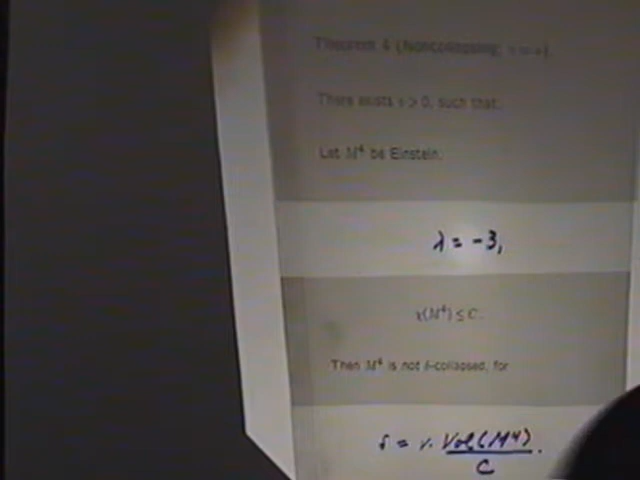 Theorem 4 (Noncollapsing, n = 4).
There exists v > 0, such that:
Let M⁴ be Einstein:
λ = -3,
χ(M⁴) ≤ C.
Then M⁴ is not δ-collapsed, for
δ = v · Vol(M⁴) / C .